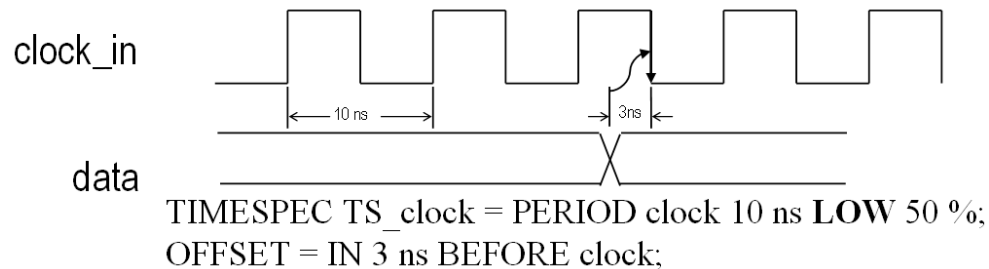 clock_in
10 ns
3ns
data
TIMESPEC TS_clock = PERIOD clock 10 ns LOW 50 %;
OFFSET = IN 3 ns BEFORE clock;